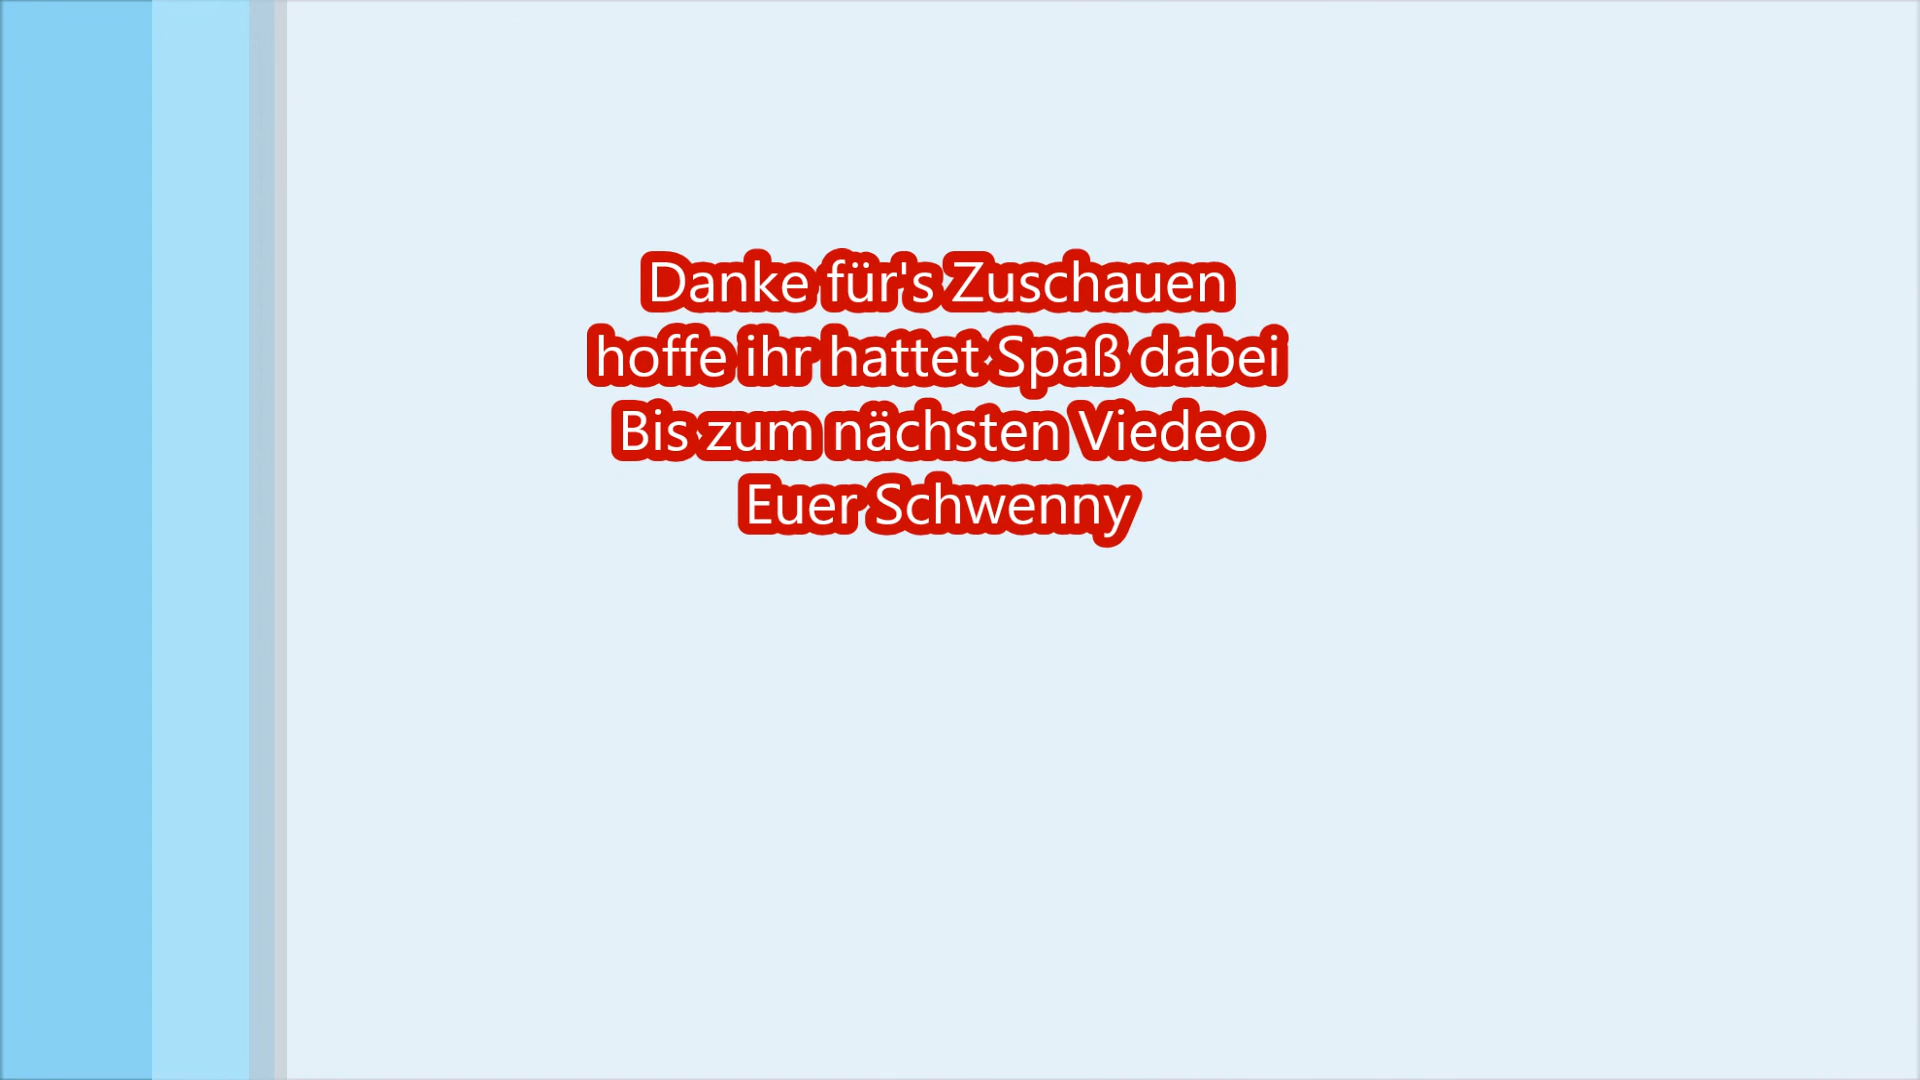 Danke für's Zuschauen
hoffe ihr hattet Spaß dabei
Bis zum nächsten Viedeo
Euer Schwenny